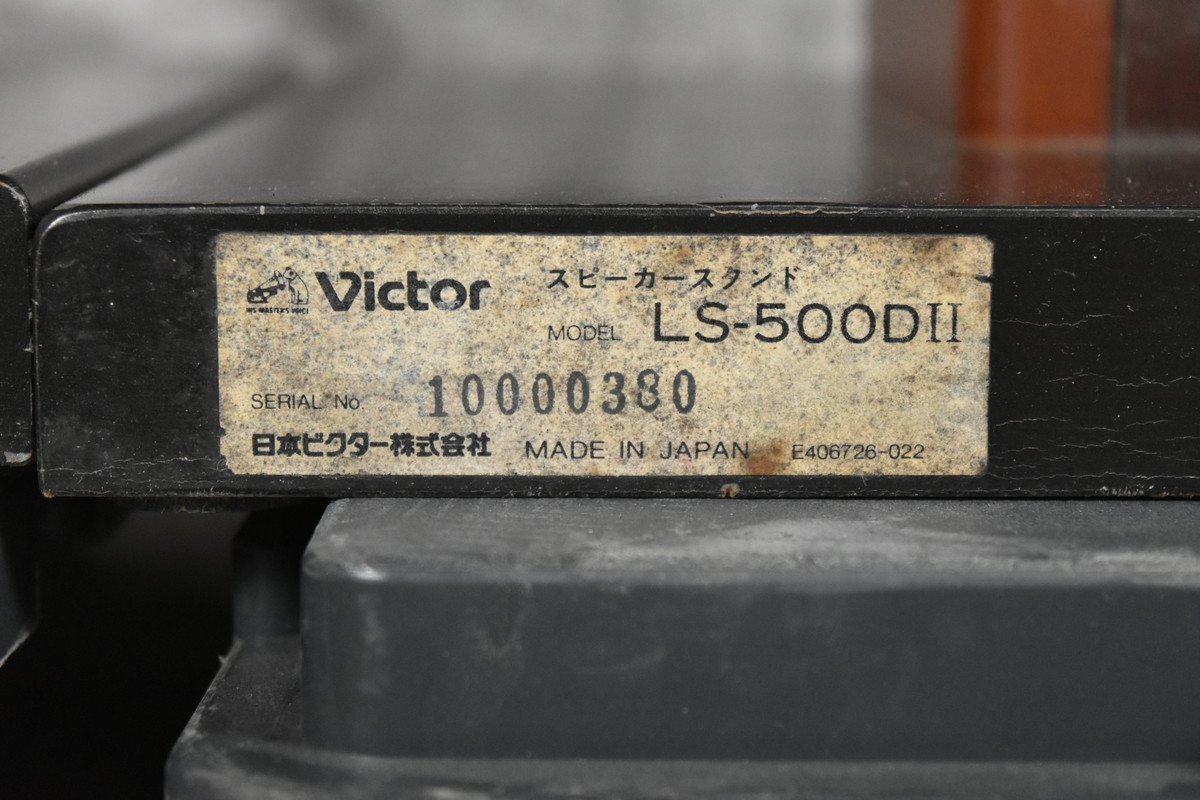 HIS MASTER'S VOICE
Victor
スピーカースタンド
MODEL LS-500DII
SERIAL No. 10000380
日本ビクター株式会社 MADE IN JAPAN E406726-022